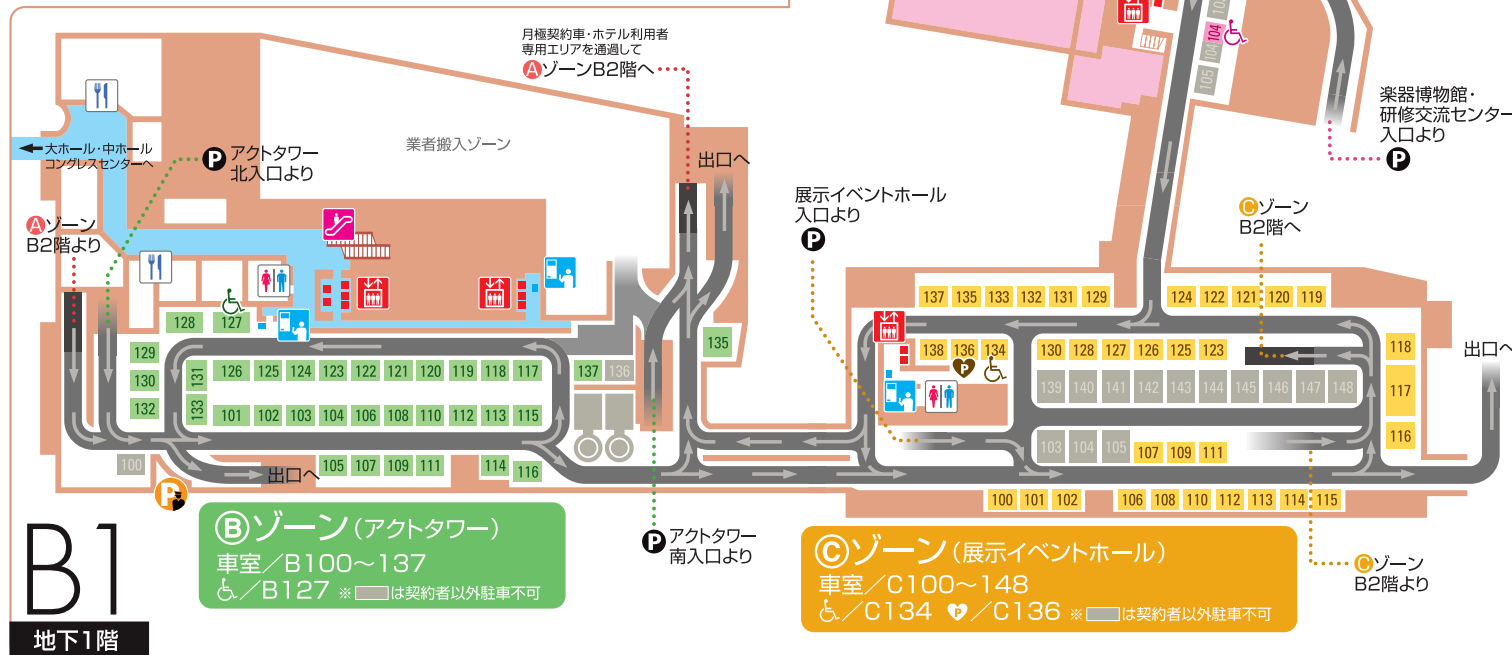 月極契約車・ホテル利用者
専用エリアを通過して
AゾーンB2階へ
103
104
104
105
楽器博物館・
研修交流センター
入口より
P
大ホール・中ホール
コングレスセンターへ
P アクトタワー
北入口より
業者搬入ゾーン
出口へ
Aゾーン
B2階より
展示イベントホール
入口より
P
Cゾーン
B2階へ
128 127
129
130
132
131
133
126 125 124 123 122 121 120 119 118 117
101 102 103 104 106 108 110 112 113 115
137 136
135
100
出口へ
105 107 109 111
114 116
P
137 135 133 132 131 129
124 122 121 120 119
138 136 134
P
130 128 127 126 125 123
139 140 141 142 143 144 145 146 147 148
118
117
116
出口へ
103 104 105 107 109 111
100 101 102
106 108 110 112 113 114 115
P アクトタワー
南入口より
Cゾーン
B2階より
Bゾーン（アクトタワー）
車室／B100～137
／B127 ※は契約者以外駐車不可
Cゾーン（展示イベントホール）
車室／C100～148
／C134 P／C136 ※は契約者以外駐車不可
B1
地下1階